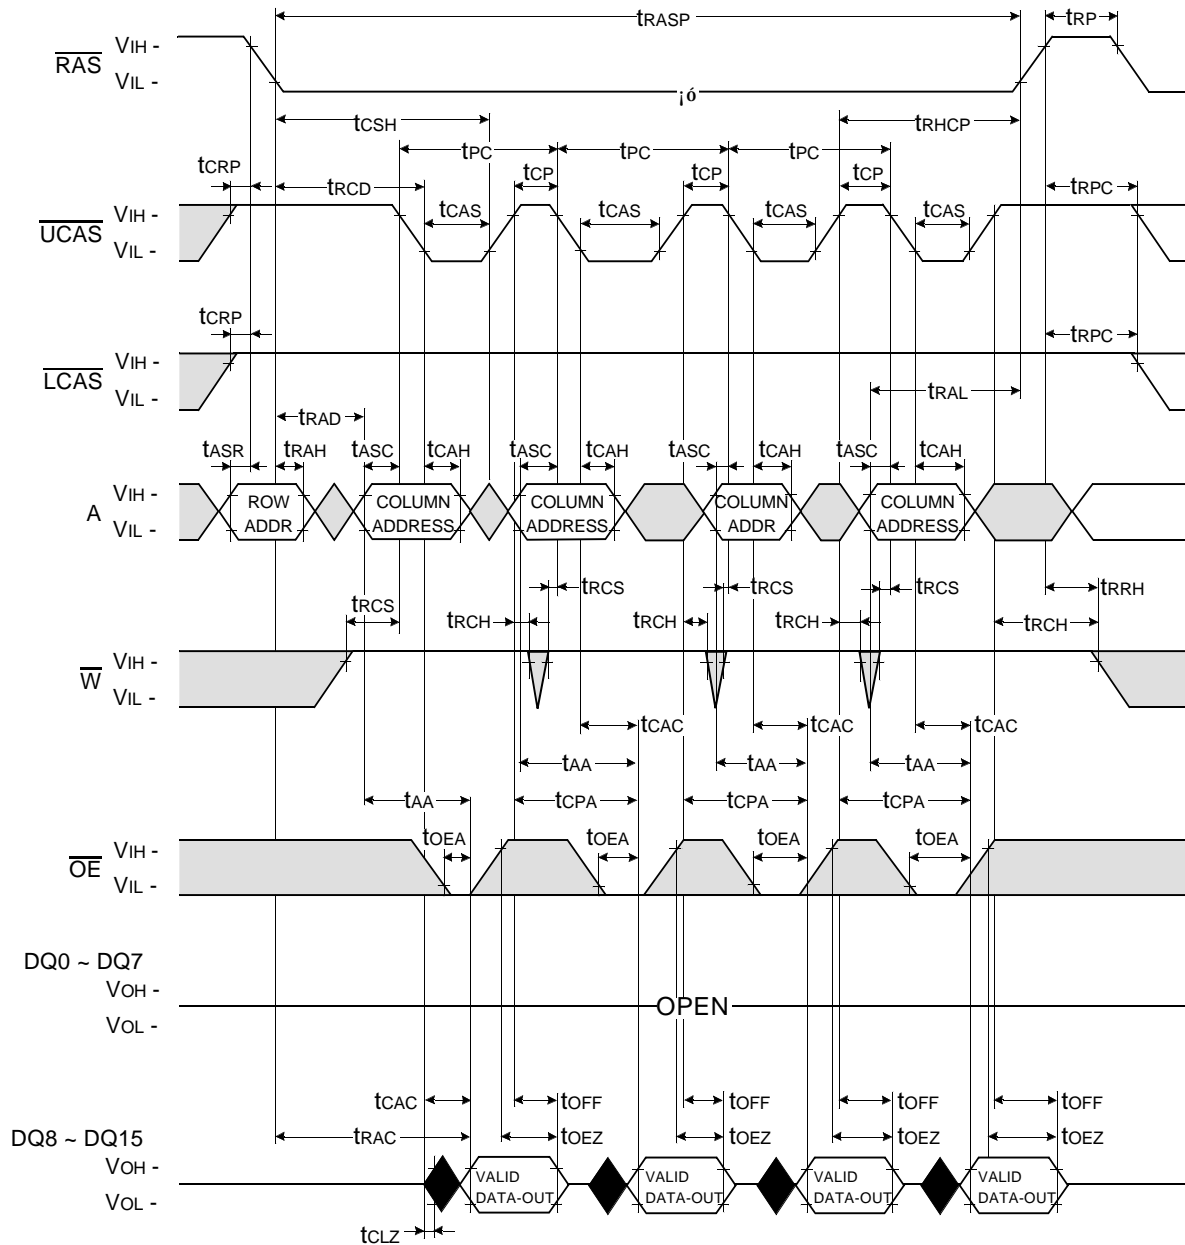 tRASP tRP
RAS VIH -
VIL -
¡ó
tCSH tRHCP
tPC tPC tPC
tCRP tCP tCP tCP
tRCD tRPC
UCAS VIH - tCAS tCAS tCAS tCAS
VIL -
tCRP
LCAS VIH - tRPC
VIL -
tRAL
tRAD
tASR tRAH tASC tCAH tASC tCAH tASC tCAH tASC tCAH
A VIH - ROW COLUMN COLUMN COLUMN COLUMN
VIL - ADDR ADDRESS ADDRESS ADDR ADDRESS
tRCS tRCS tRCS tRRH
tRCS
tRCH tRCH tRCH tRCH
W VIH -
VIL -
tCAC tCAC tCAC
tAA tAA tAA
tAA tCPA tCPA tCPA
tOEA tOEA tOEA tOEA
OE VIH -
VIL -
DQ0 ~ DQ7
VOH -
OPEN
VOL -
tCAC tOFF tOFF tOFF tOFF
DQ8 ~ DQ15 tRAC tOEZ tOEZ tOEZ tOEZ
VOH - VALID VALID VALID VALID
VOL - DATA-OUT DATA-OUT DATA-OUT DATA-OUT
tCLZ